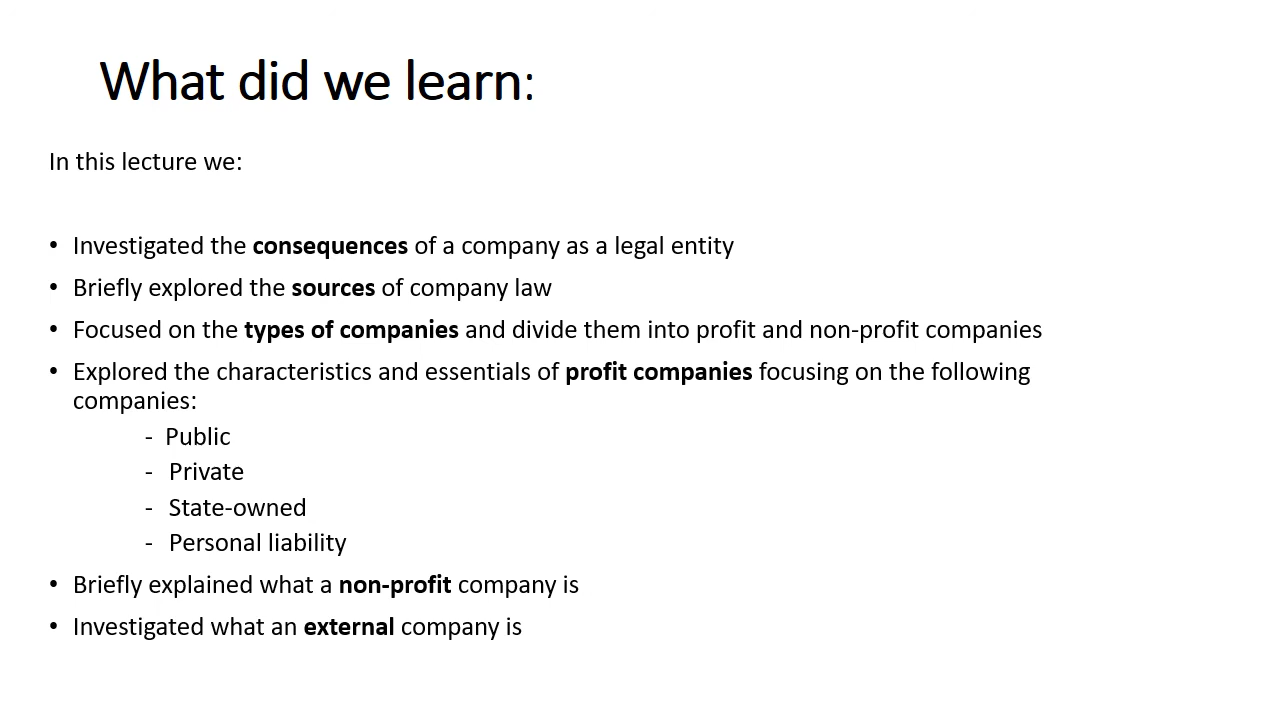 What did we learn:
In this lecture we:
• Investigated the consequences of a company as a legal entity
• Briefly explored the sources of company law
• Focused on the types of companies and divide them into profit and non-profit companies
• Explored the characteristics and essentials of profit companies focusing on the following
companies:
- Public
- Private
- State-owned
- Personal liability
• Briefly explained what a non-profit company is
• Investigated what an external company is